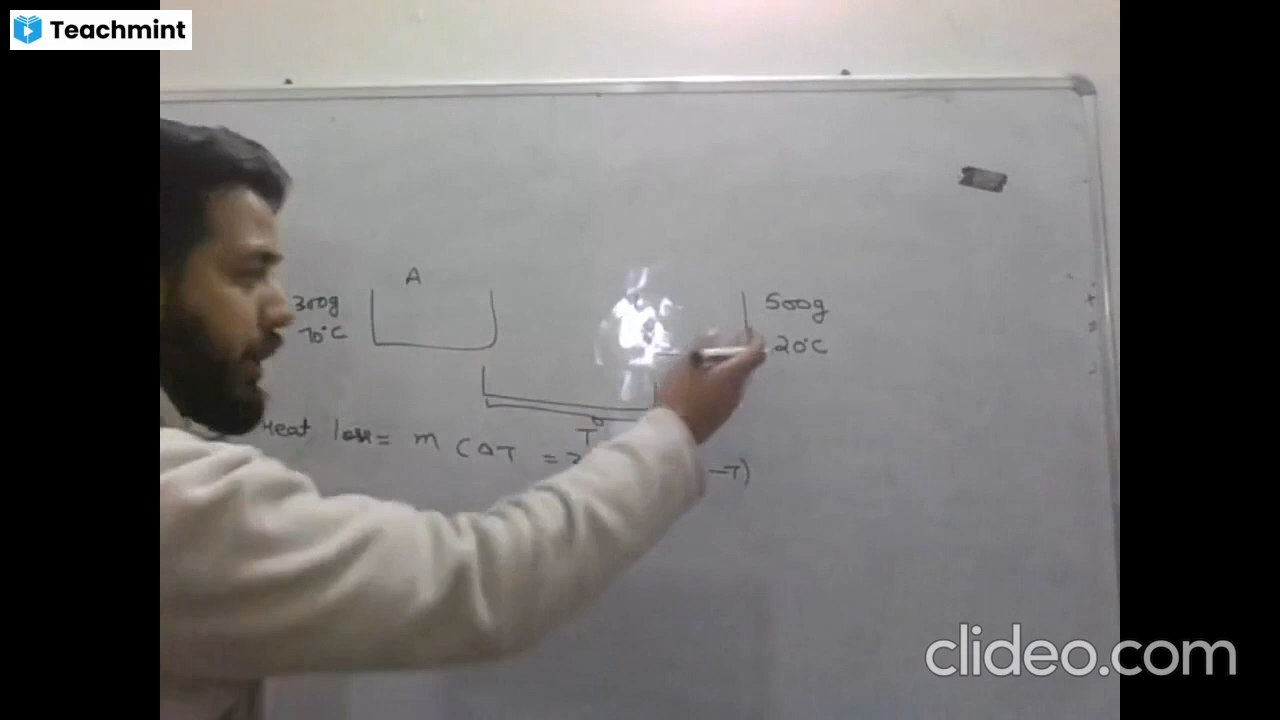 Teachmint
A
300g
70°C
500g
20°C
T
Heat loss = m C ΔT =
-T)
clideo.com